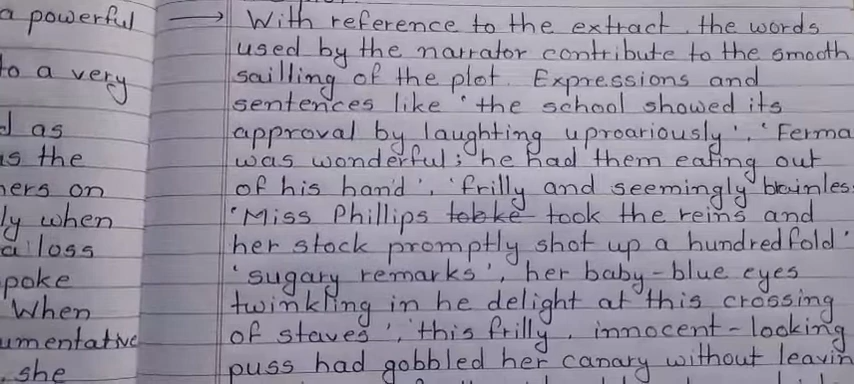 a powerful
to a very
d as
is the
hers on
ly when
a loss
poke
When
umentative
she
→ With reference to the extract, the words
used by the narrator contribute to the smooth
sailling of the plot. Expressions and
sentences like 'the school showed its
approval by laughting uproariously', 'Ferma
was wonderful; he had them eating out
of his hand', 'frilly and seemingly brainles
'Miss Phillips tobke took the reins and
her stock promptly shot up a hundredfold'
'sugary remarks', her baby-blue eyes
twinkling in he delight at this crossing
of staves', 'this frilly, innocent-looking
puss had gobbled her canary without leavin